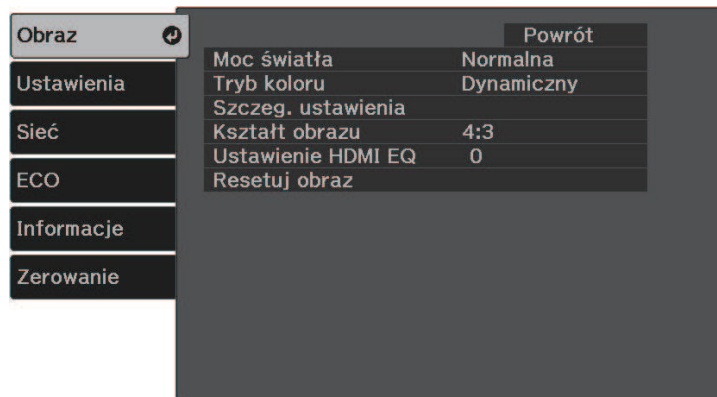 Obraz
Ustawienia
Sieć
ECO
Informacje
Zerowanie
Powrót
Moc światła Normalna
Tryb koloru Dynamiczny
Szczeg. ustawienia
Kształt obrazu 4:3
Ustawienie HDMI EQ 0
Resetuj obraz